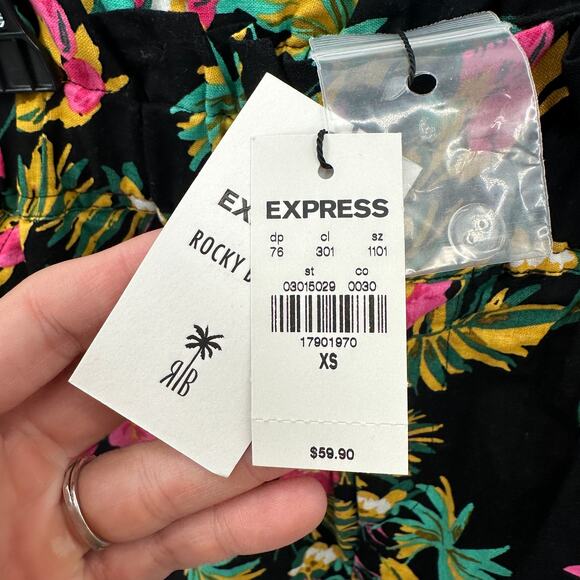 EXPRESS
dp cl sz
76 301 1101
st co
03015029 0030
17901970
XS
$59.90
EX
ROCKY B
RB